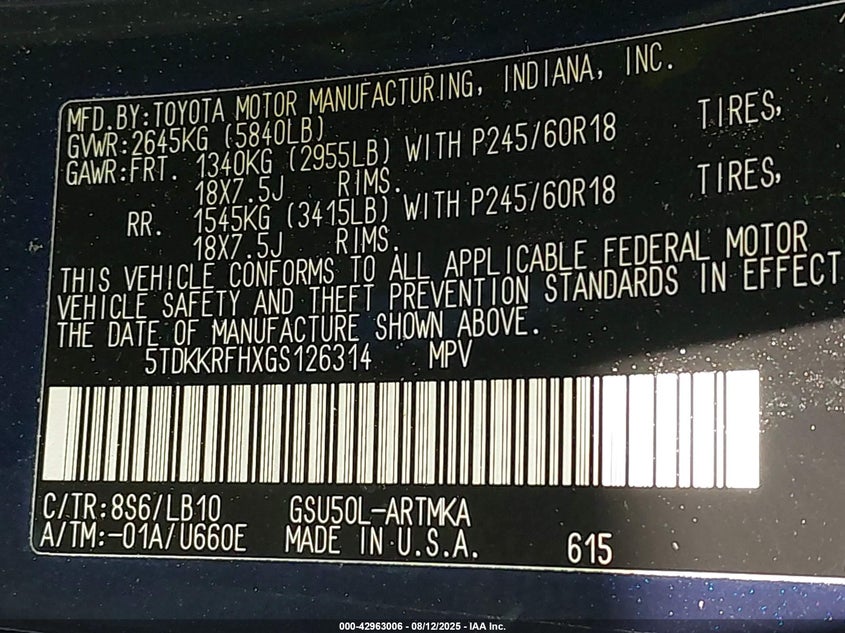 MFD.BY:TOYOTA MOTOR MANUFACTURING, INDIANA, INC.
GVWR:2645KG (5840LB)
GAWR:FRT. 1340KG (2955LB) WITH P245/60R18 TIRES,
18X7.5J RIMS.
RR. 1545KG (3415LB) WITH P245/60R18 TIRES,
18X7.5J RIMS.
THIS VEHICLE CONFORMS TO ALL APPLICABLE FEDERAL MOTOR
VEHICLE SAFETY AND THEFT PREVENTION STANDARDS IN EFFECT
THE DATE OF MANUFACTURE SHOWN ABOVE.
5TDKKRFHXGS126314 MPV
C/TR:8S6/LB10 GSU50L-ARTMKA
A/TM:-01A/U660E MADE IN U.S.A. 615
000-42963006 - 08/12/2025 - IAA Inc.